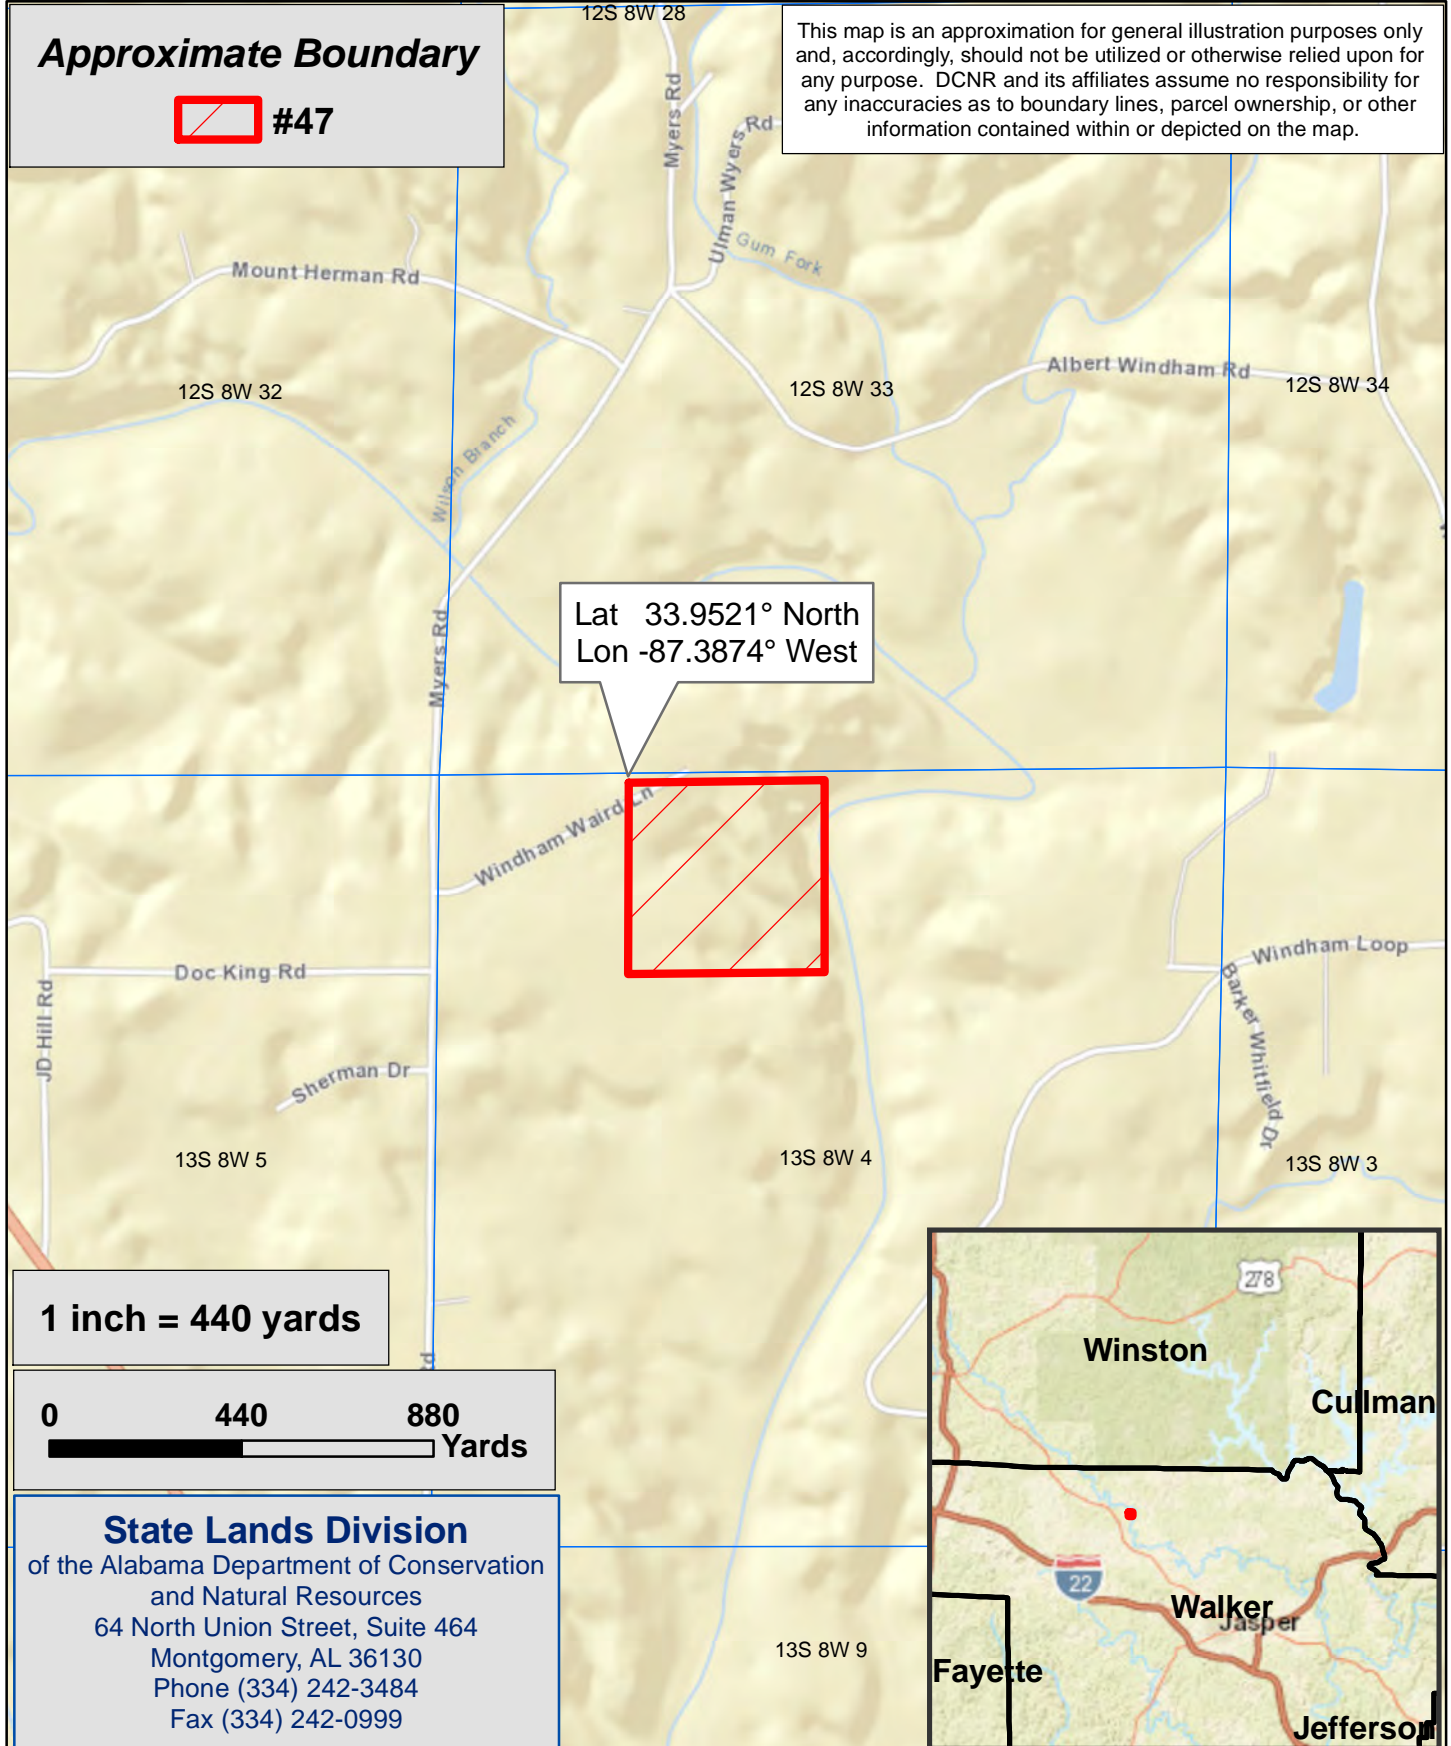 12S 8W 28
Approximate Boundary
#47
This map is an approximation for general illustration purposes only
and, accordingly, should not be utilized or otherwise relied upon for
any purpose. DCNR and its affiliates assume no responsibility for
any inaccuracies as to boundary lines, parcel ownership, or other
information contained within or depicted on the map.
Myers Rd
Ulman Wyers Rd
Gum Fork
Mount Herman Rd
Albert Windham Rd
12S 8W 32
12S 8W 33
12S 8W 34
Wilson Branch
Lat 33.9521° North
Lon -87.3874° West
Myers Rd
Windham Waird Ln
Doc King Rd
Windham Loop
JD Hill Rd
Barker Whitfield Dr
Sherman Dr
13S 8W 5
13S 8W 4
13S 8W 3
1 inch = 440 yards
Rd
0 440 880
Yards
State Lands Division
of the Alabama Department of Conservation
and Natural Resources
64 North Union Street, Suite 464
Montgomery, AL 36130
Phone (334) 242-3484
Fax (334) 242-0999
13S 8W 9
278
Winston
Cullman
22
Walker
Jasper
Fayette
Jefferson